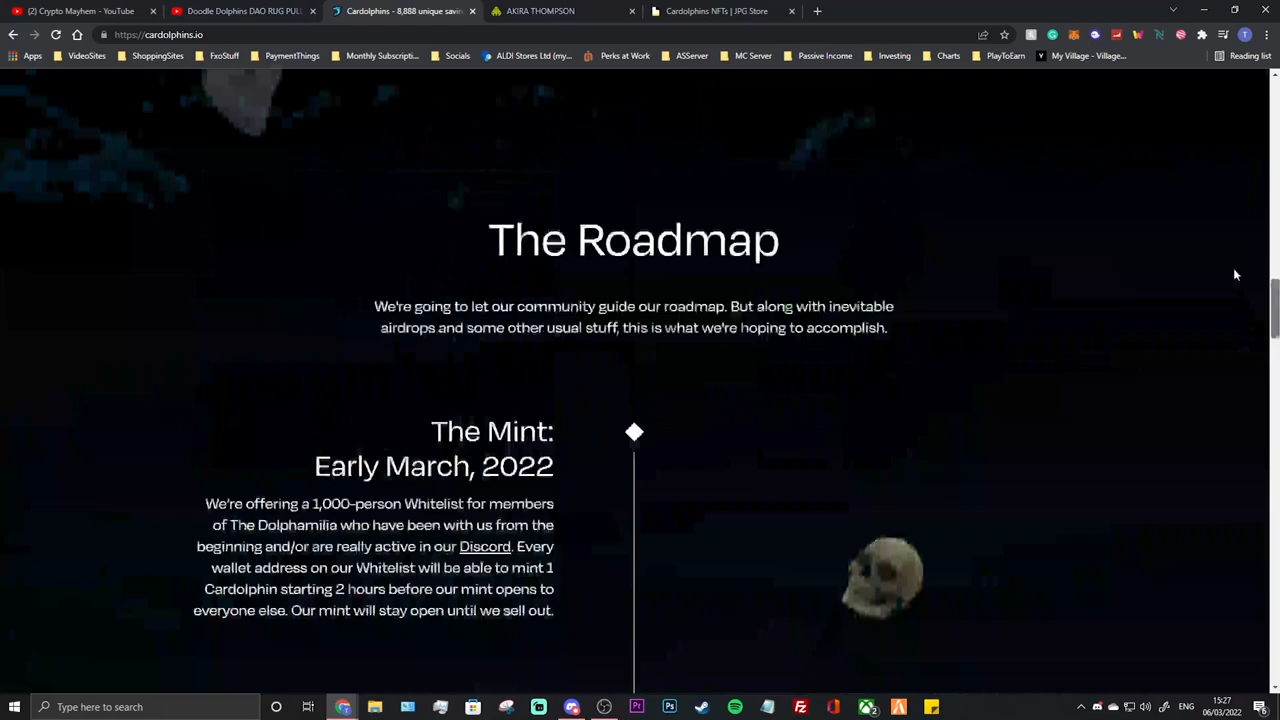 (2) Crypto Mayhem - YouTube
Doodle Dolphins DAO RUG PULL
Cardolphins - 8,888 unique savin
AKIRA THOMPSON
Cardolphins NFTs | JPG Store
https://cardolphins.io
Apps
VideoSites
ShoppingSites
FxoStuff
PaymentThings
Monthly Subscripti...
Socials
ALDI Stores Ltd (my...
Perks at Work
ASServer
MC Server
Passive Income
Investing
Charts
PlayToEarn
My Village - Village...
Reading list
The Roadmap
We're going to let our community guide our roadmap. But along with inevitable
airdrops and some other usual stuff, this is what we're hoping to accomplish.
The Mint:
Early March, 2022
We're offering a 1,000-person Whitelist for members
of The Dolphamilia who have been with us from the
beginning and/or are really active in our Discord. Every
wallet address on our Whitelist will be able to mint 1
Cardolphin starting 2 hours before our mint opens to
everyone else. Our mint will stay open until we sell out.
Type here to search
ENG
15:27
06/03/2022